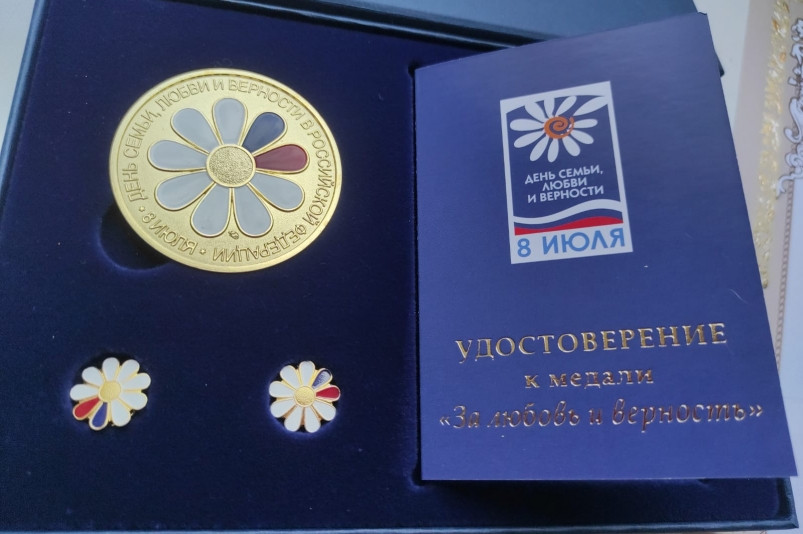 ДЕНЬ СЕМЬИ, ЛЮБВИ И ВЕРНОСТИ В РОССИЙСКОЙ ФЕДЕРАЦИИ • 8 ИЮЛЯ •
ДЕНЬ СЕМЬИ,
ЛЮБВИ
И ВЕРНОСТИ
8 ИЮЛЯ
УДОСТОВЕРЕНИЕ
к медали
«За любовь и верность»